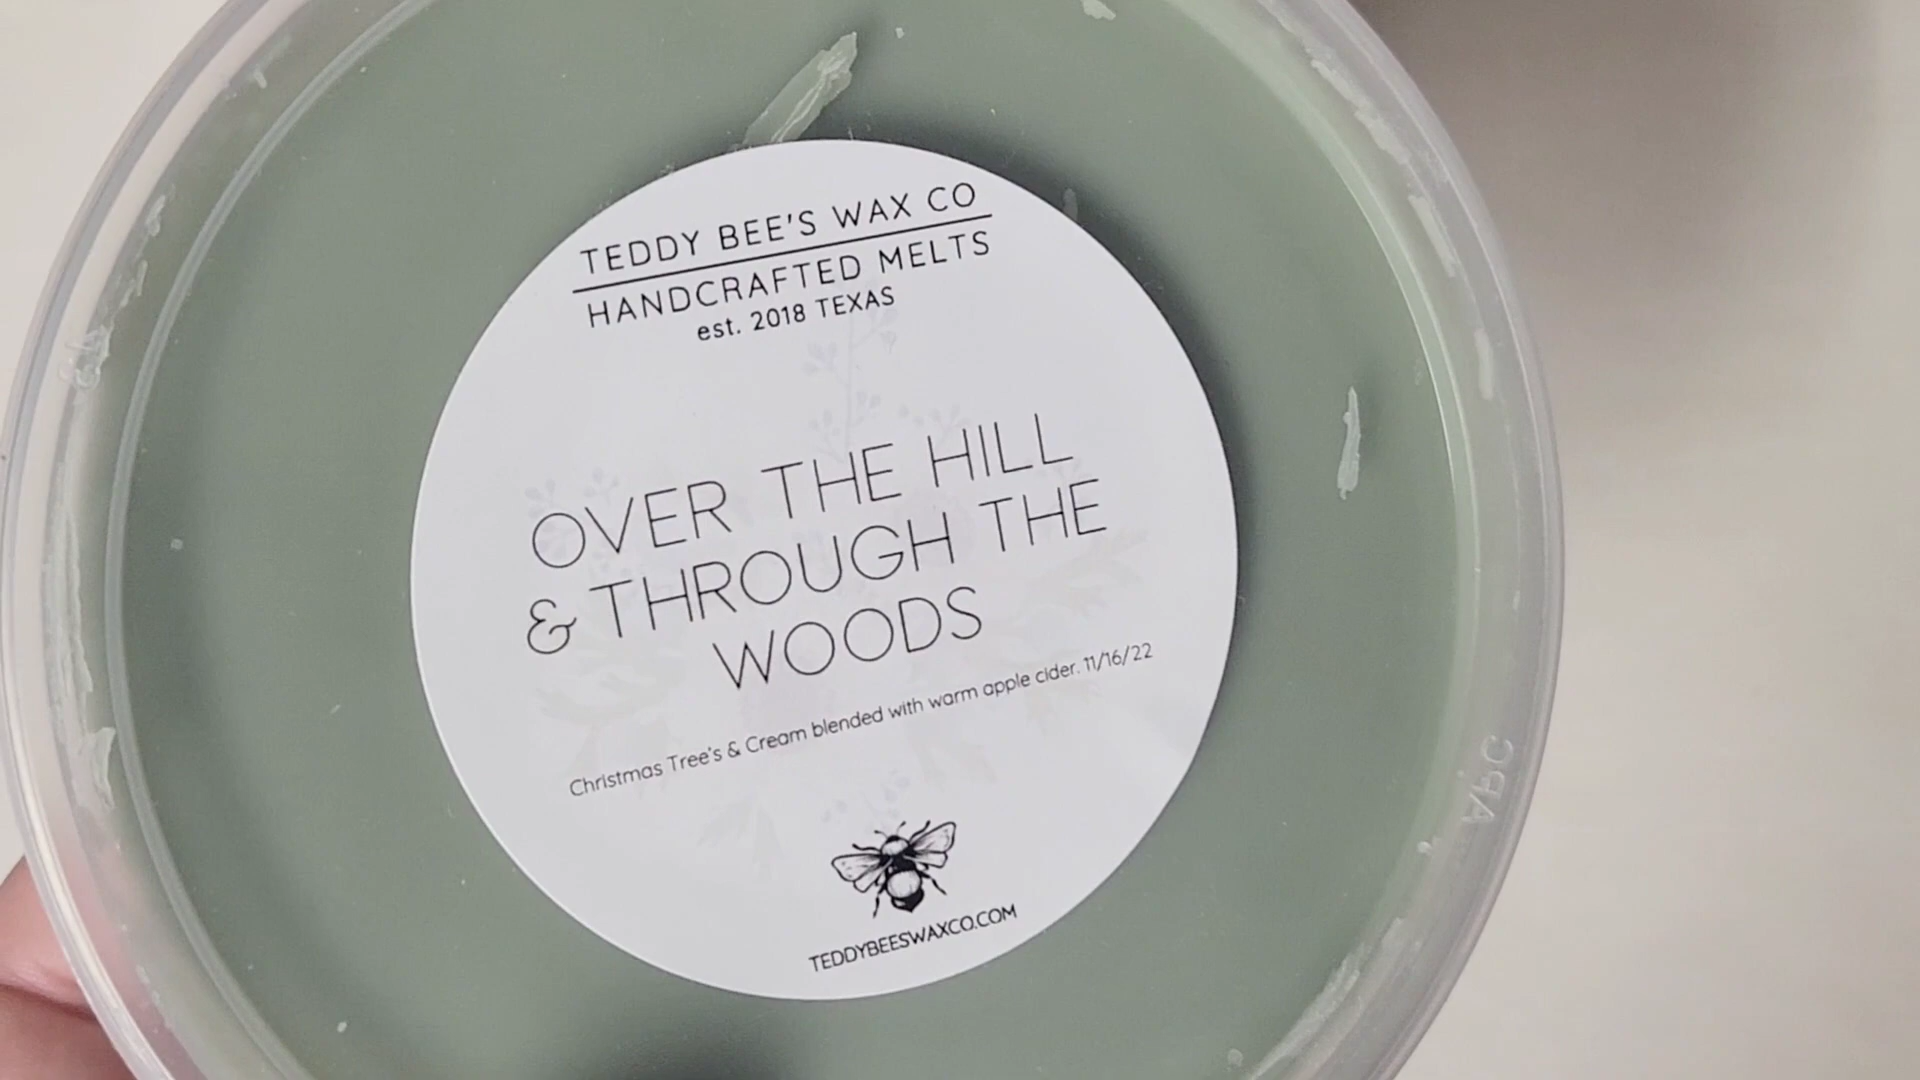 TEDDY BEE'S WAX CO
HANDCRAFTED MELTS
est. 2018 TEXAS
OVER THE HILL
& THROUGH THE
WOODS
Christmas Tree's & Cream blended with warm apple cider. 11/16/22
TEDDYBEESWAXCO.COM